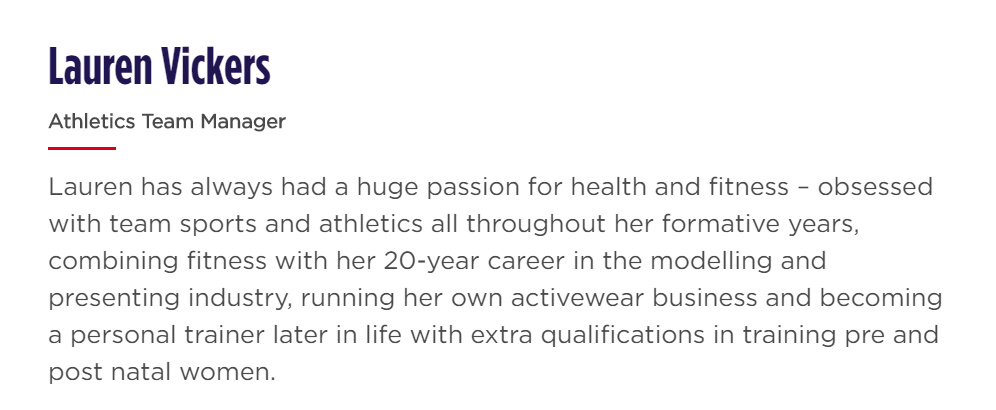 Lauren Vickers
Athletics Team Manager
Lauren has always had a huge passion for health and fitness – obsessed
with team sports and athletics all throughout her formative years,
combining fitness with her 20-year career in the modelling and
presenting industry, running her own activewear business and becoming
a personal trainer later in life with extra qualifications in training pre and
post natal women.